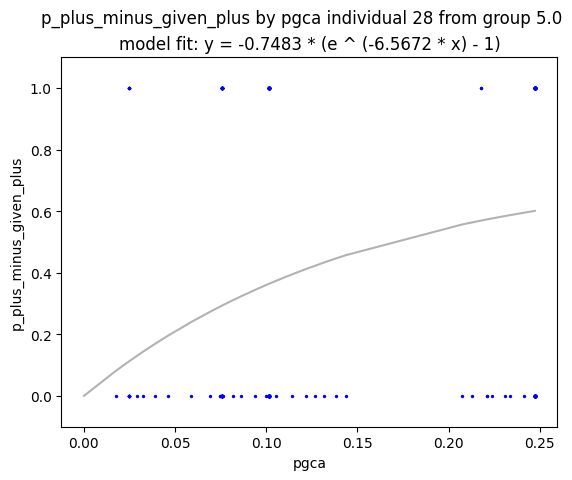 p_plus_minus_given_plus by pgca individual 28 from group 5.0
model fit: y = -0.7483 * (e ^ (-6.5672 * x) - 1)
1.0
0.8
0.6
0.4
0.2
0.0
p_plus_minus_given_plus
0.00 0.05 0.10 0.15 0.20 0.25
pgca